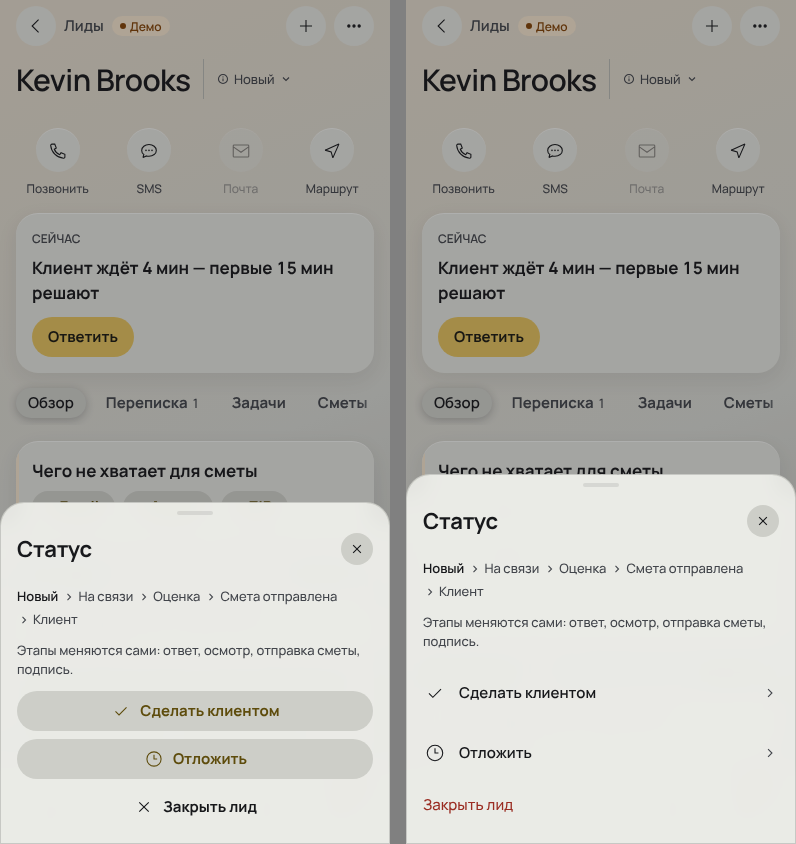 Лиды
Демо
Kevin Brooks
Новый
Позвонить
SMS
Почта
Маршрут
СЕЙЧАС
Клиент ждёт 4 мин — первые 15 мин
решают
Ответить
Обзор
Переписка 1
Задачи
Сметы
Чего не хватает для сметы
Статус
Новый > На связи > Оценка > Смета отправлена
> Клиент
Этапы меняются сами: ответ, осмотр, отправка сметы,
подпись.
Сделать клиентом
Отложить
Закрыть лид
Лиды
Демо
Kevin Brooks
Новый
Позвонить
SMS
Почта
Маршрут
СЕЙЧАС
Клиент ждёт 4 мин — первые 15 мин
решают
Ответить
Обзор
Переписка 1
Задачи
Сметы
Чего не хватает для сметы
Статус
Новый > На связи > Оценка > Смета отправлена
> Клиент
Этапы меняются сами: ответ, осмотр, отправка сметы,
подпись.
Сделать клиентом
Отложить
Закрыть лид